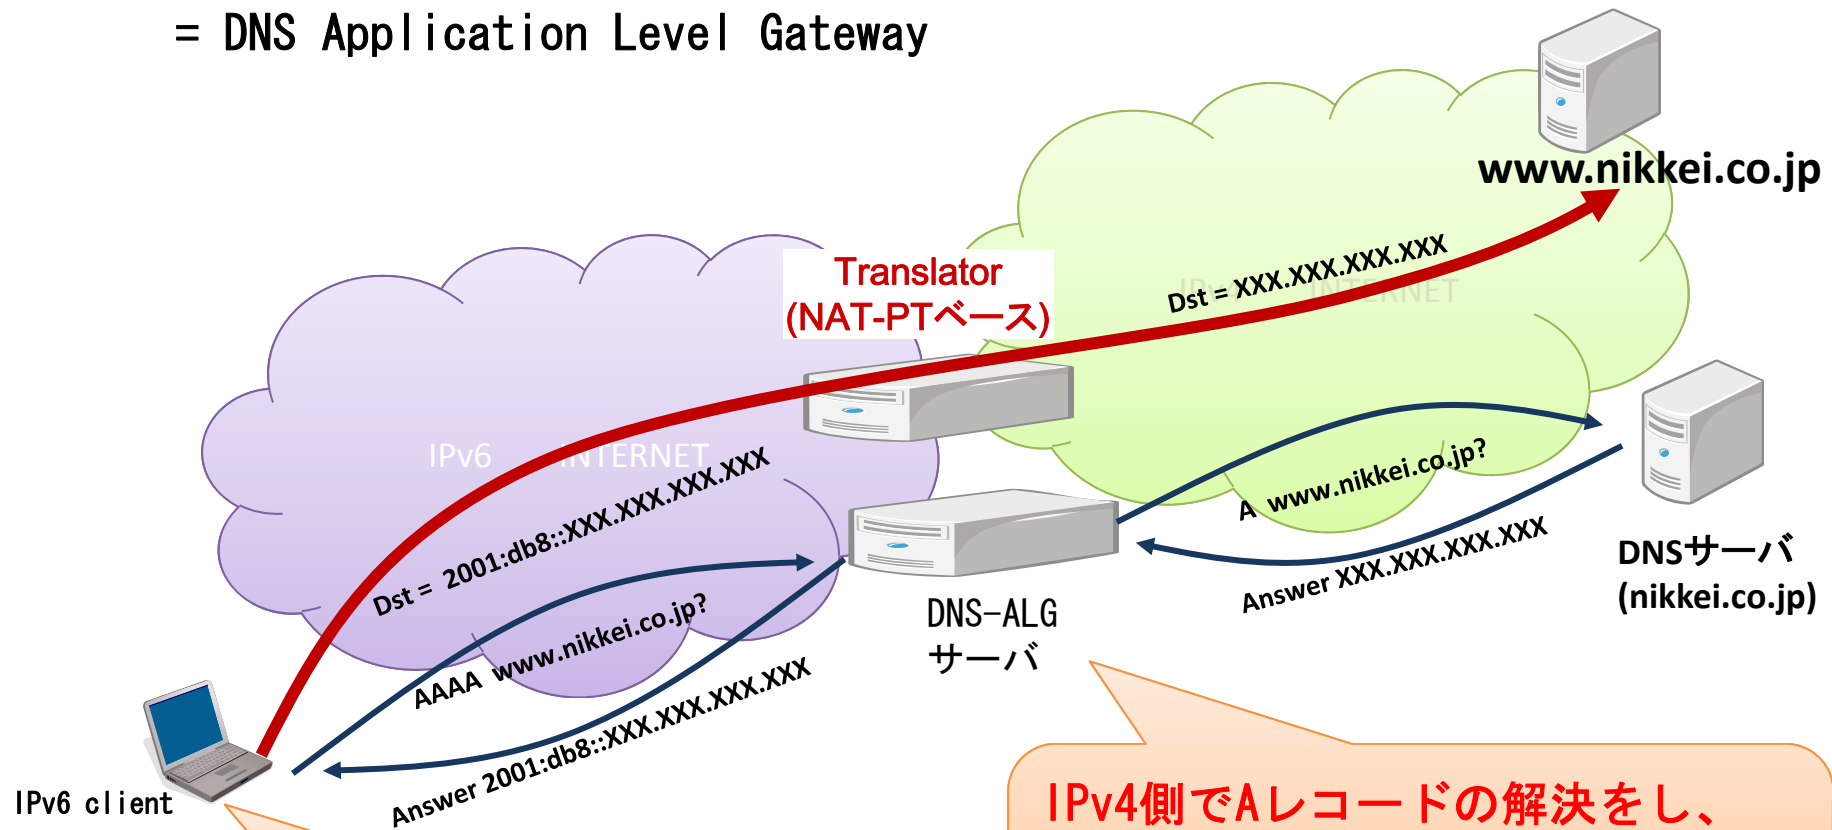 = DNS Application Level Gateway
www.nikkei.co.jp
Translator
(NAT-PTベース)
Dst = XXX.XXX.XXX.XXX
IPv4 INTERNET
IPv6 INTERNET
Dst = 2001:db8::XXX.XXX.XXX.XXX
A www.nikkei.co.jp?
Answer XXX.XXX.XXX.XXX
DNSサーバ
(nikkei.co.jp)
DNS-ALG
サーバ
AAAA www.nikkei.co.jp?
Answer 2001:db8::XXX.XXX.XXX.XXX
IPv6 client
IPv4側でAレコードの解決をし、